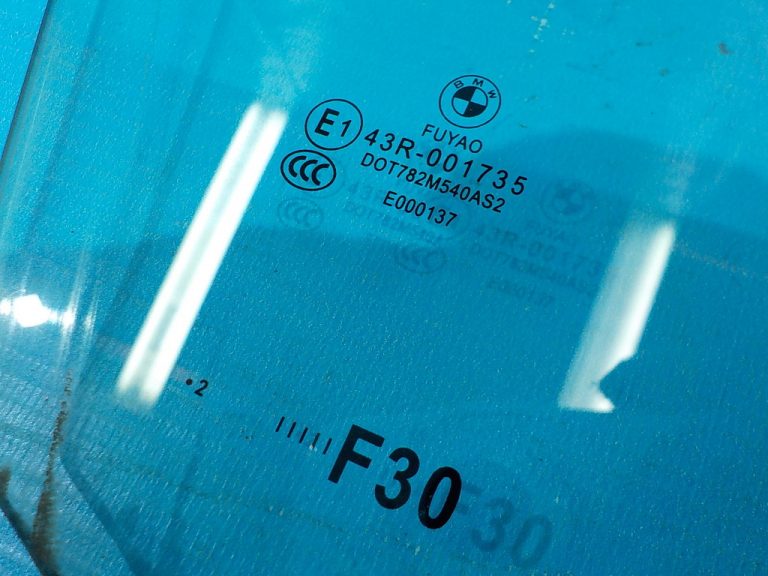 BMW
FUYAO
E1 43R-001735
CCC DOT782M540AS2
E000137
•2
||||| F30